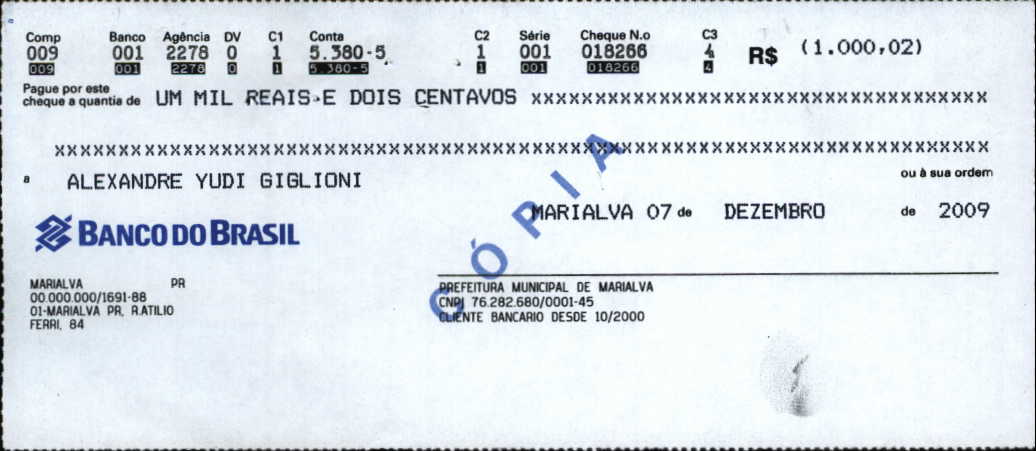 Comp Banco Agência DV C1 Conta C2 Série Cheque N.o C3
009 001 2278 0 1 5.380-5 1 001 018266 4 R$ (1.000,02)
009 001 2278 0 1 5.380-5 1 001 018266 4
Pague por este
cheque a quantia de UM MIL REAIS E DOIS CENTAVOS xxxxxxxxxxxxxxxxxxxxxxxxxxxxxxxxxxxx
xxxxxxxxxxxxxxxxxxxxxxxxxxxxxxxxxxxxxxxxxxxxxxxxxxxxxxxxxxxxxxxxxxxxxxxxxx
a ALEXANDRE YUDI GIGLIONI ou à sua ordem
MARIALVA 07 de DEZEMBRO de 2009
BANCO DO BRASIL
CÓPIA
MARIALVA PR
00.000.000/1691-88
01-MARIALVA PR, R.ATILIO
FERRI, 84
PREFEITURA MUNICIPAL DE MARIALVA
CNPJ 76.282.680/0001-45
CLIENTE BANCARIO DESDE 10/2000